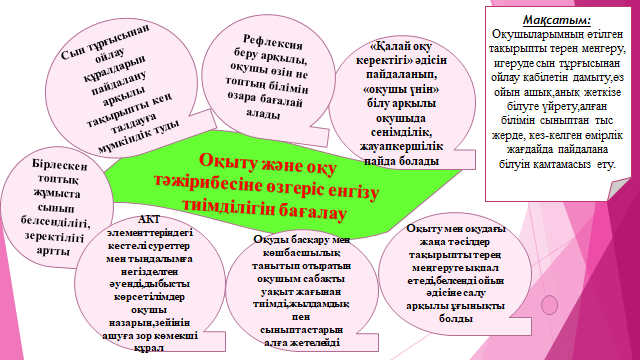 Сын тұрғысынан
ойлау
құралдарын
пайдалану
арқылы
тақырыпты кең
талдауға
мүмкіндік туды
Рефлексия
беру арқылы,
оқушы өзін не
топтың білімін
өзара бағалай
алады
«Қалай оқу
керектігі» әдісін
пайдаланып,
«оқушы үнін»
білу арқылы
оқушыда
сенімділік,
жауапкершілік
пайда болады
Мақсатым:
Оқушыларымның өтілген
тақырыпты терең меңгеру,
игеруде сын тұрғысынан
ойлау қабілетін дамыту,өз
ойын ашық,анық жеткізе
білуге үйрету,алған
білімін сыныптан тыс
жерде, кез-келген өмірлік
жағдайда пайдалана
білуін қамтамасыз ету.
Бірлескен
топтық
жұмыста
сынып
белсенділігі,
зеректілігі
артты
Оқыту және оқу
тәжірибесіне өзгеріс енгізу
тиімділігін бағалау
АКТ
элементтеріндегі
кестелі суреттер
мен тыңдалымға
негізделген
әуенді,дыбысты
көрсетілімдер
оқушы
назарын,зейінін
ашуға зор көмекші
құрал
Оқуды басқару мен
көшбасшылық
танытып отыратын
оқушым сабақты
уақыт жағынан
тиімді,жылдамдық
пен
сыныптастарын
алға жетелейді
Оқыту мен оқудағы
жаңа тәсілдер
тақырыпты терең
меңгеруге ықпал
етеді,белсенді ойын
әдісіне салу
арқылы ұғынықты
болды